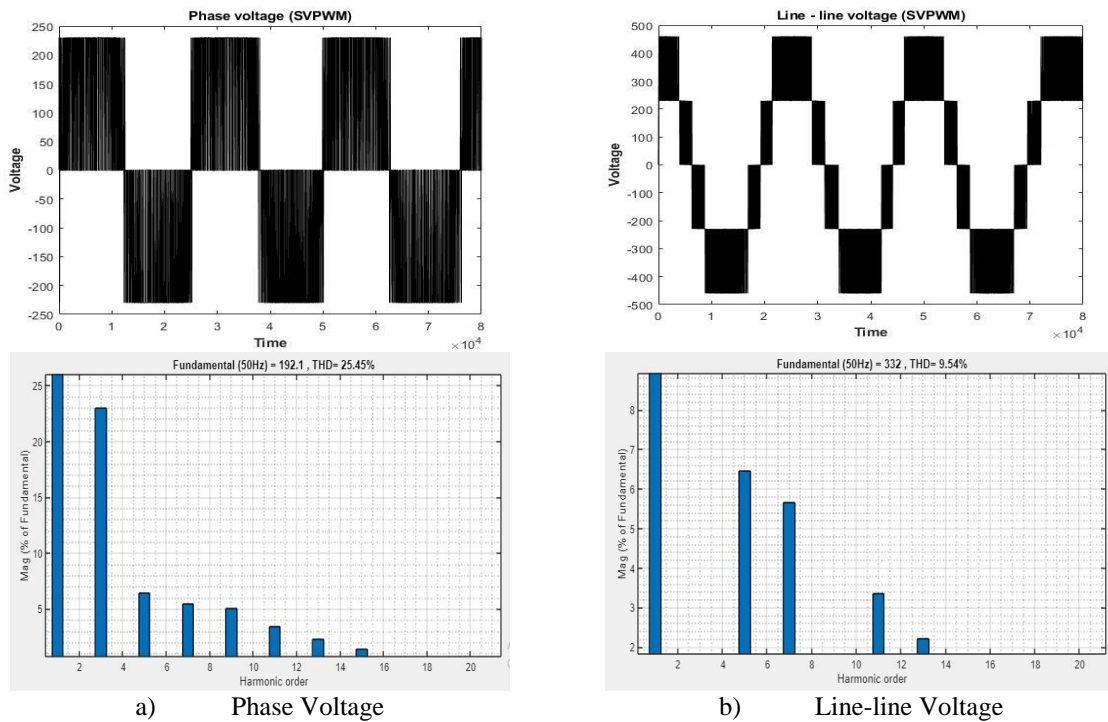 Phase voltage (SVPWM)
250
200
150
100
50
0
-50
-100
-150
-200
-250
Voltage
0 1 2 3 4 5 6 7 8
Time
×10⁴
Line - line voltage (SVPWM)
500
400
300
200
100
0
-100
-200
-300
-400
-500
Voltage
0 1 2 3 4 5 6 7 8
Time
×10⁴
Fundamental (50Hz) = 192.1 , THD= 25.45%
25
20
15
10
5
Mag (% of Fundamental)
2 4 6 8 10 12 14 16 18 20
Harmonic order
Fundamental (50Hz) = 332 , THD= 9.54%
8
7
6
5
4
3
2
Mag (% of Fundamental)
2 4 6 8 10 12 14 16 18 20
Harmonic order
a) Phase Voltage
b) Line-line Voltage